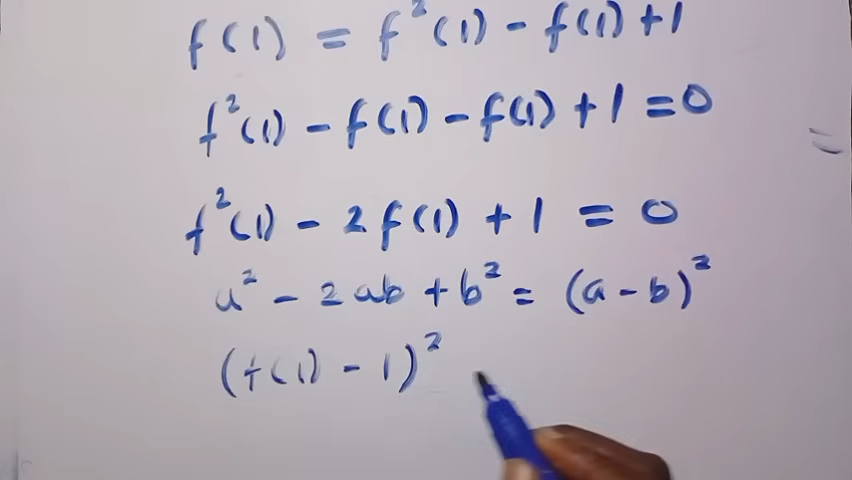 f(1) = f²(1) - f(1) + 1
f²(1) - f(1) - f(1) + 1 = 0
f²(1) - 2f(1) + 1 = 0
a² - 2ab + b² = (a - b)²
(f(1) - 1)²